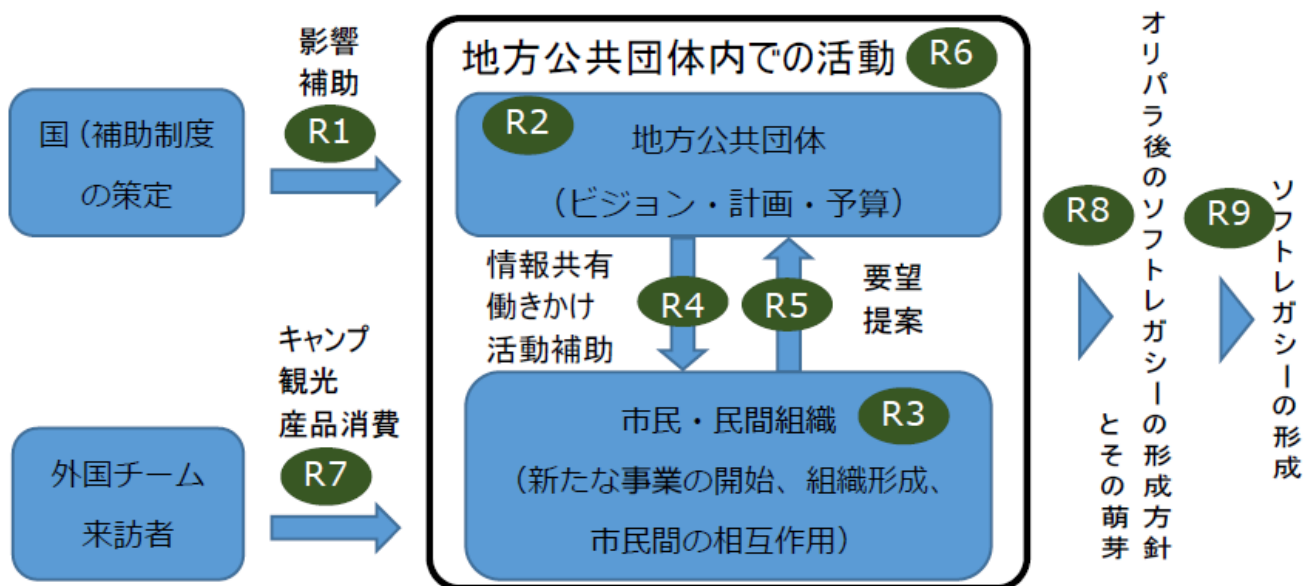 影響
補助
R1
国（補助制度
の策定
キャンプ
観光
産品消費
R7
外国チーム
来訪者
地方公共団体内での活動
R6
R2
地方公共団体
（ビジョン・計画・予算）
情報共有
働きかけ
活動補助
R4
R5
要望
提案
市民・民間組織
R3
（新たな事業の開始、組織形成、
市民間の相互作用）
R8
オリパラ後のソフトレガシーの形成方針
とその萌芽
R9
ソフトレガシーの形成